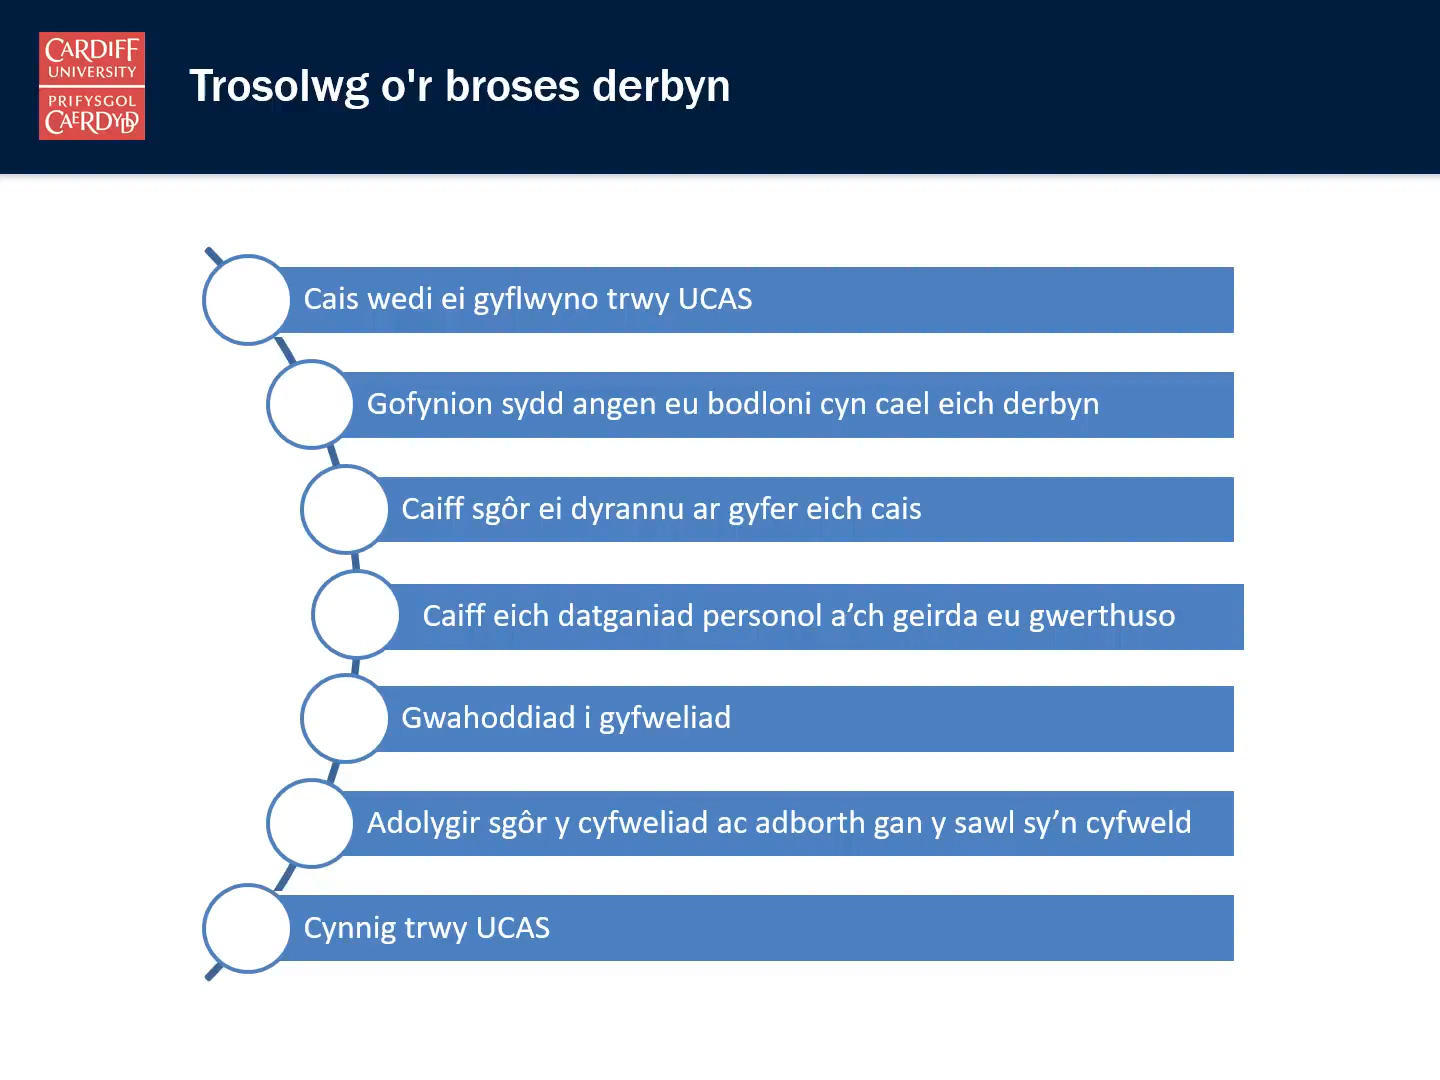 CARDIFF
UNIVERSITY
PRIFYSGOL
CAERDYDD
Trosolwg o'r broses derbyn
Cais wedi ei gyflwyno trwy UCAS
Gofynion sydd angen eu bodloni cyn cael eich derbyn
Caiff sgôr ei dyrannu ar gyfer eich cais
Caiff eich datganiad personol a’ch geirda eu gwerthuso
Gwahoddiad i gyfweliad
Adolygir sgôr y cyfweliad ac adborth gan y sawl sy’n cyfweld
Cynnig trwy UCAS